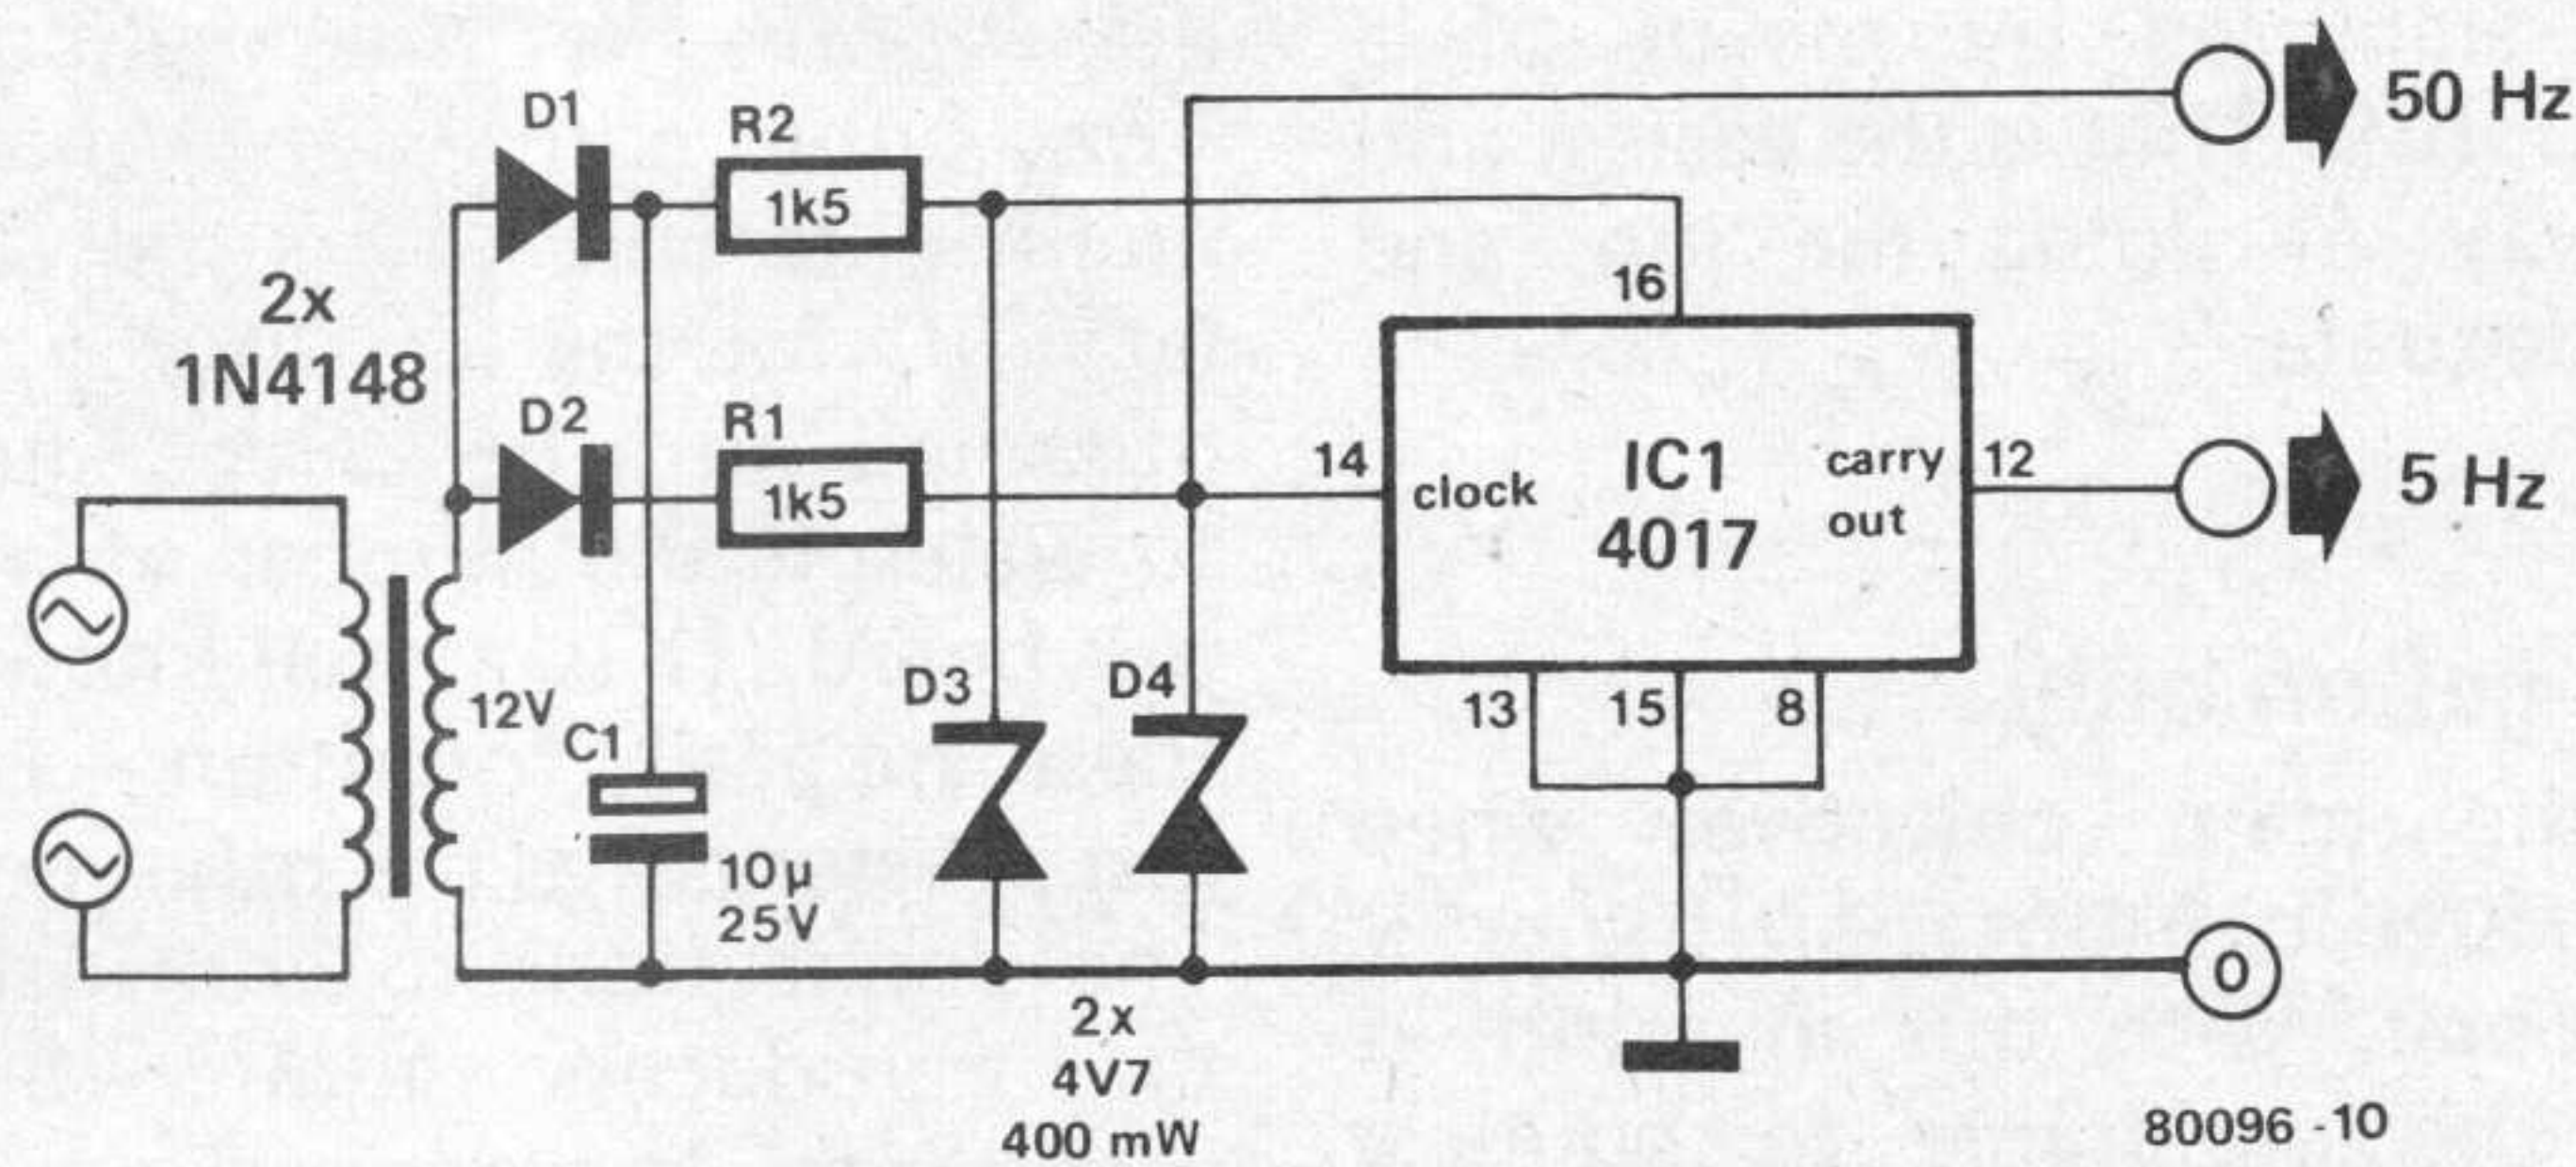 D1
R2
1k5
50 Hz
2x
1N4148
16
D2
R1
1k5
14
clock
IC1
4017
carry
out
12
5 Hz
12V
C1
10μ
25V
D3
D4
13
15
8
0
2x
4V7
400 mW
80096 - 10